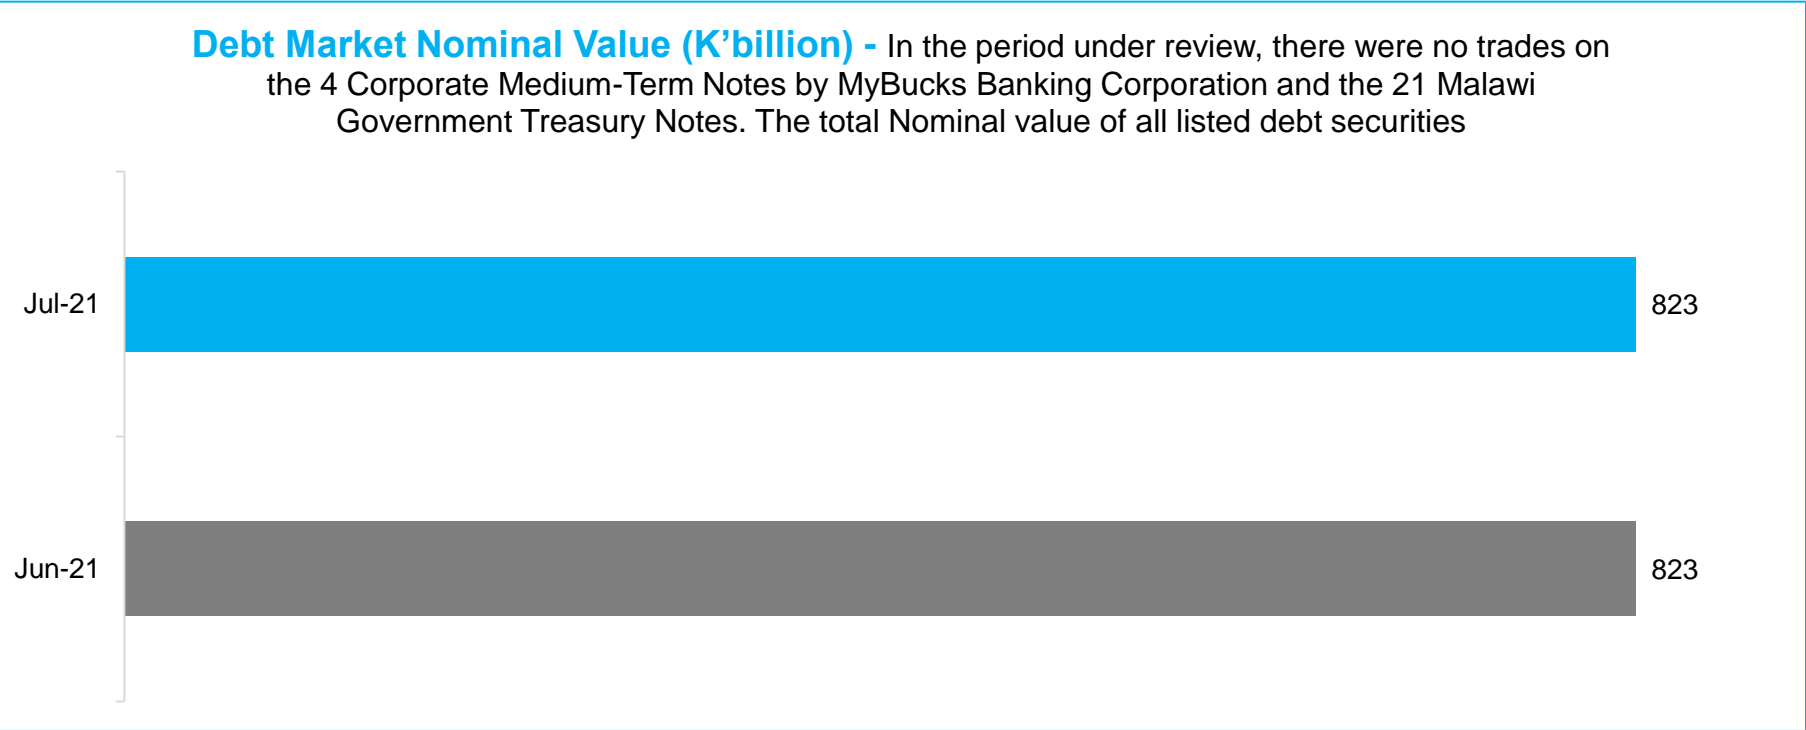 Debt Market Nominal Value (K’billion) - In the period under review, there were no trades on
the 4 Corporate Medium-Term Notes by MyBucks Banking Corporation and the 21 Malawi
Government Treasury Notes. The total Nominal value of all listed debt securities
Jul-21
823
Jun-21
823